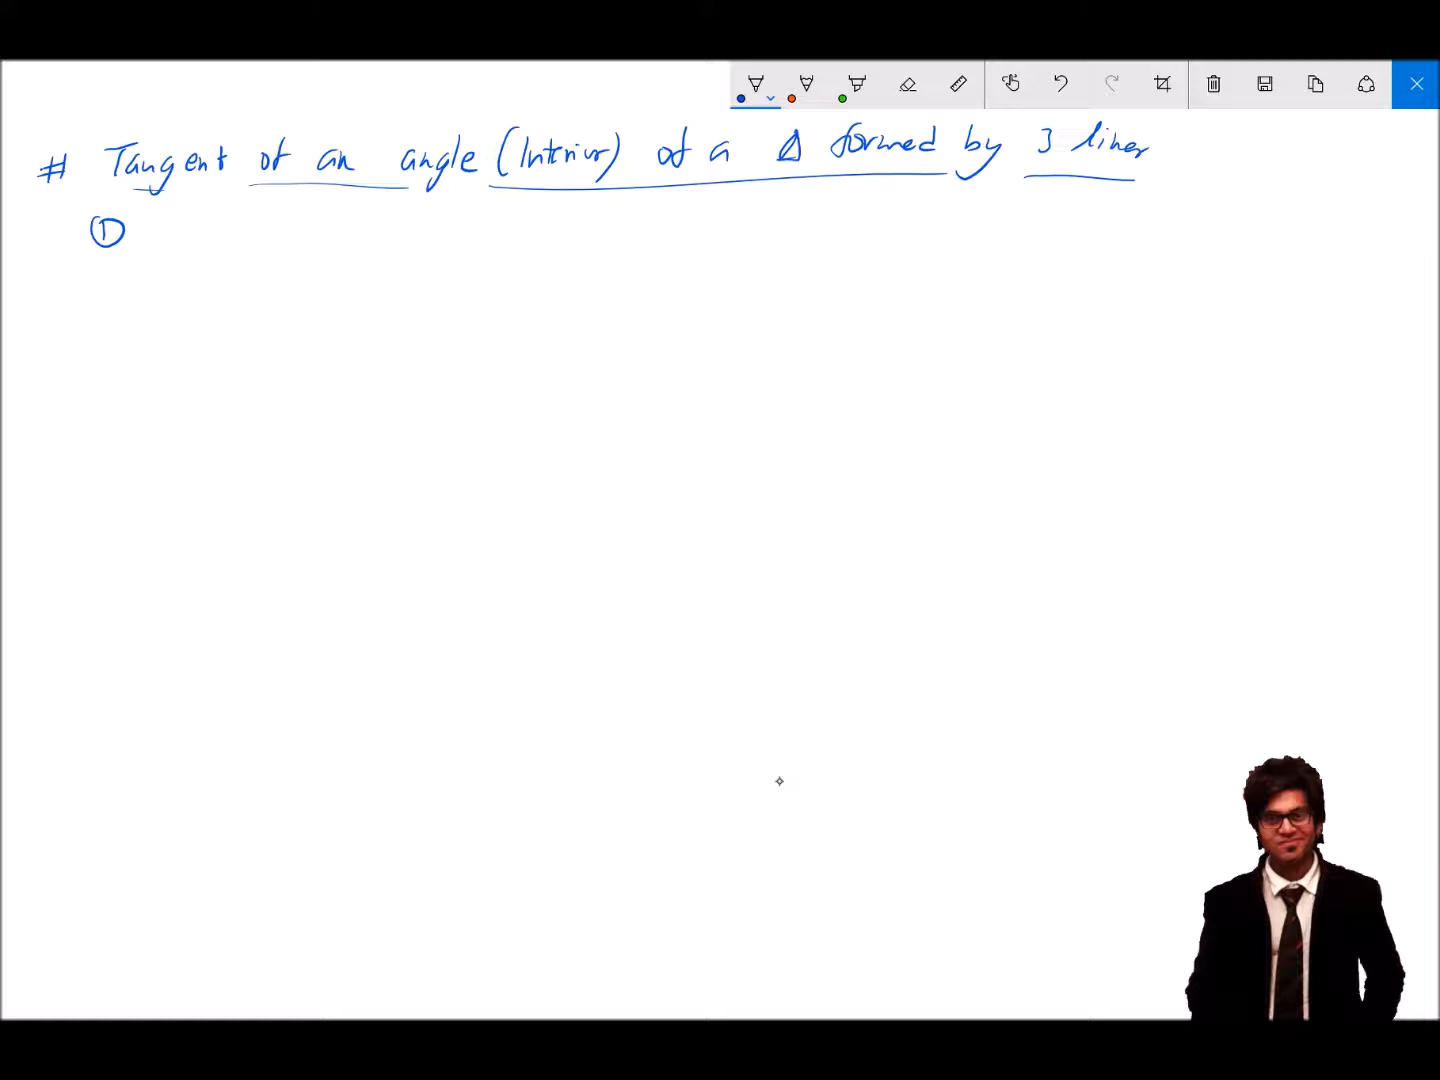 # Tangent of an angle (Interior) of a Δ formed by 3 lines
①